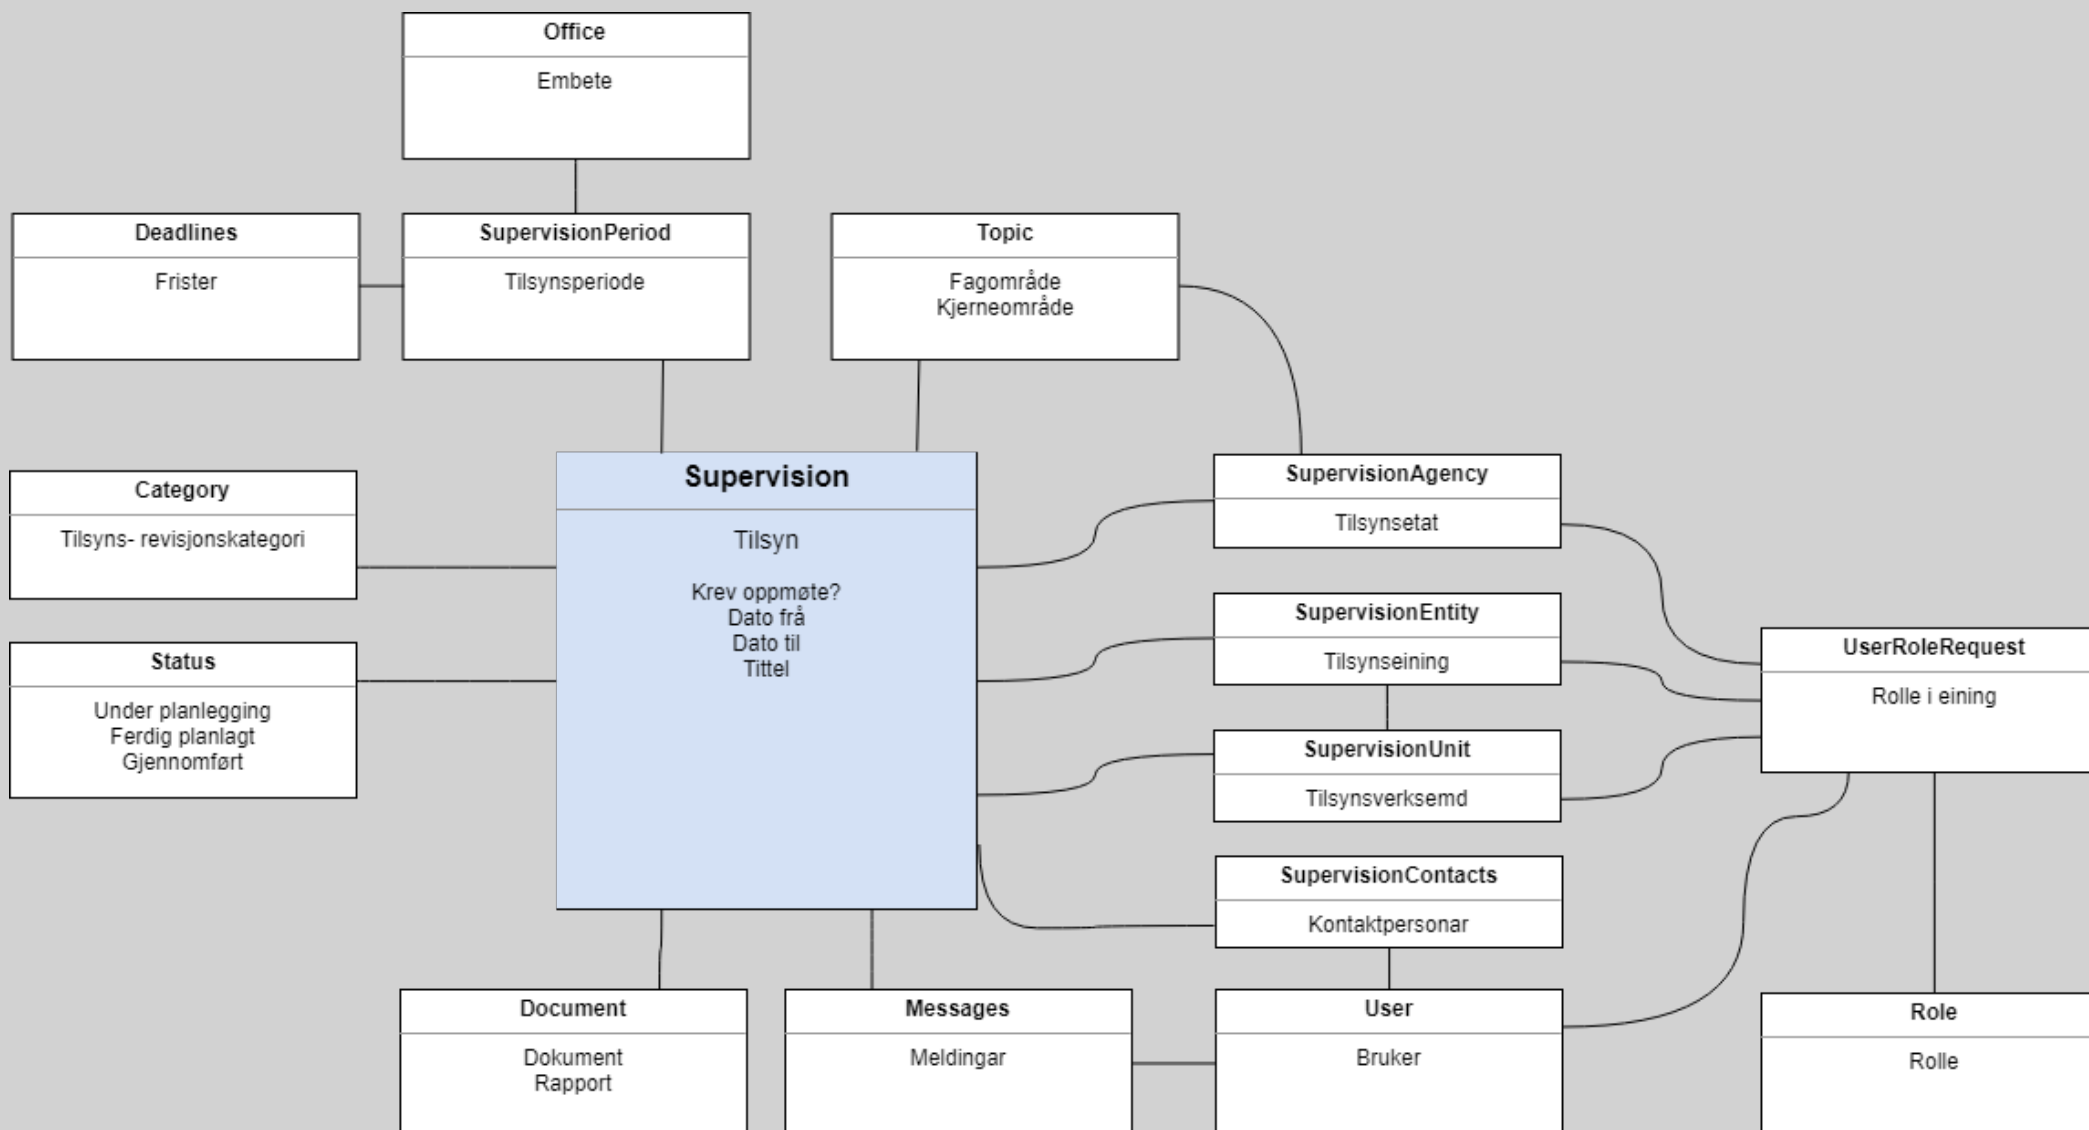 Office
Embete
Deadlines
Frister
SupervisionPeriod
Tilsynsperiode
Topic
Fagområde
Kjerneområde
Category
Tilsyns- revisjonskategori
Status
Under planlegging
Ferdig planlagt
Gjennomført
Supervision
Tilsyn
Krev oppmøte?
Dato frå
Dato til
Tittel
SupervisionAgency
Tilsynsetat
SupervisionEntity
Tilsynseining
SupervisionUnit
Tilsynsverksemd
SupervisionContacts
Kontaktpersonar
UserRoleRequest
Rolle i eining
Document
Dokument
Rapport
Messages
Meldingar
User
Bruker
Role
Rolle